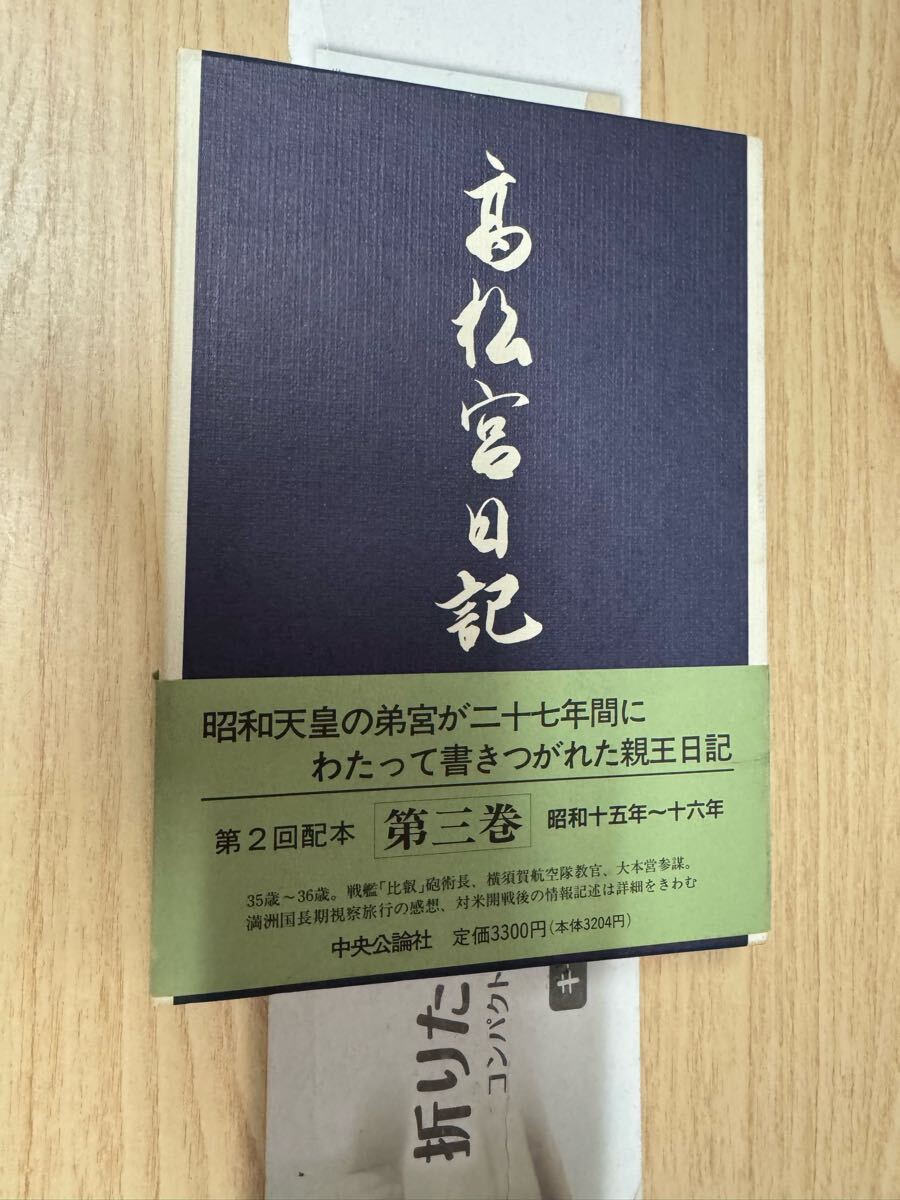 高松宮日記
昭和天皇の弟宮が二十七年間に
わたって書きつがれた親王日記
第2回配本 第三巻 昭和十五年〜十六年
35歳〜36歳。戦艦「比叡」砲術長、横須賀航空隊教官、大本営参謀。
満洲国長期視察旅行の感想、対米開戦後の情報記述は詳細をきわむ
中央公論社 定価3300円(本体3204円)
折りた
コンパクト
キ